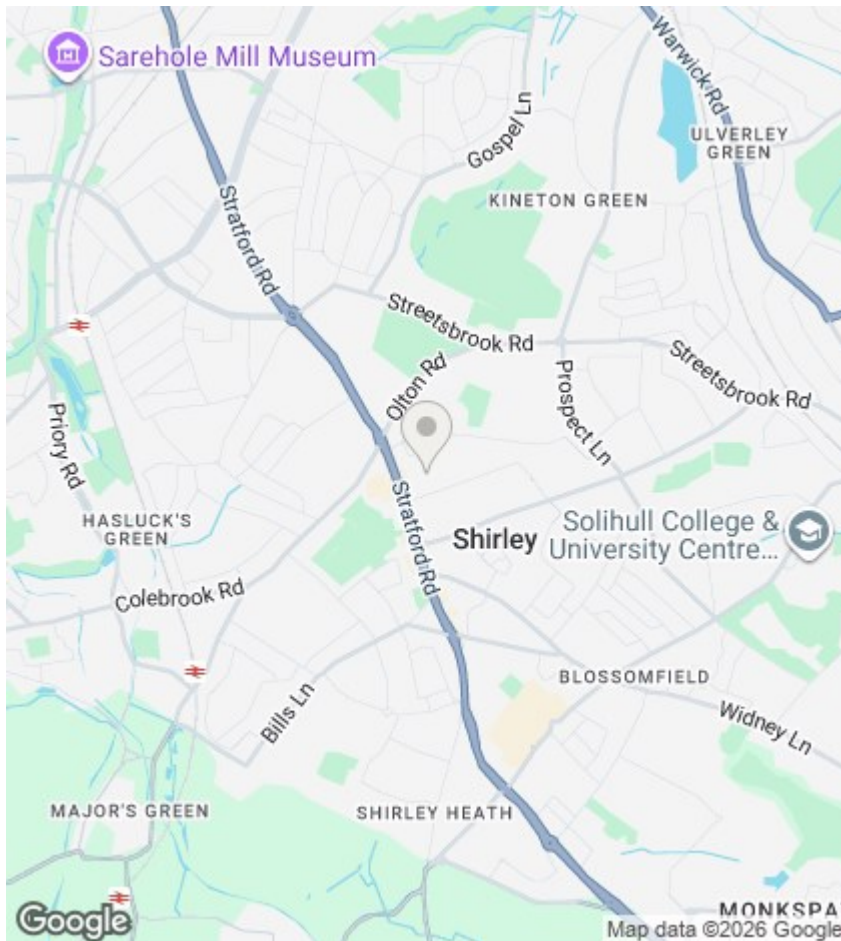 Sarehole Mill Museum
Warwick Rd
ULVERLEY
GREEN
Gospel Ln
KINETON GREEN
Stratford Rd
Streetsbrook Rd
Streetsbrook Rd
Olton Rd
Prospect Ln
Priory Rd
HASLUCK'S
GREEN
Stratford Rd
Shirley
Solihull College &
University Centre...
Colebrook Rd
BLOSSOMFIELD
Bills Ln
Widney Ln
MAJOR'S GREEN
SHIRLEY HEATH
MONKSPA
Google
Map data ©2026 Google